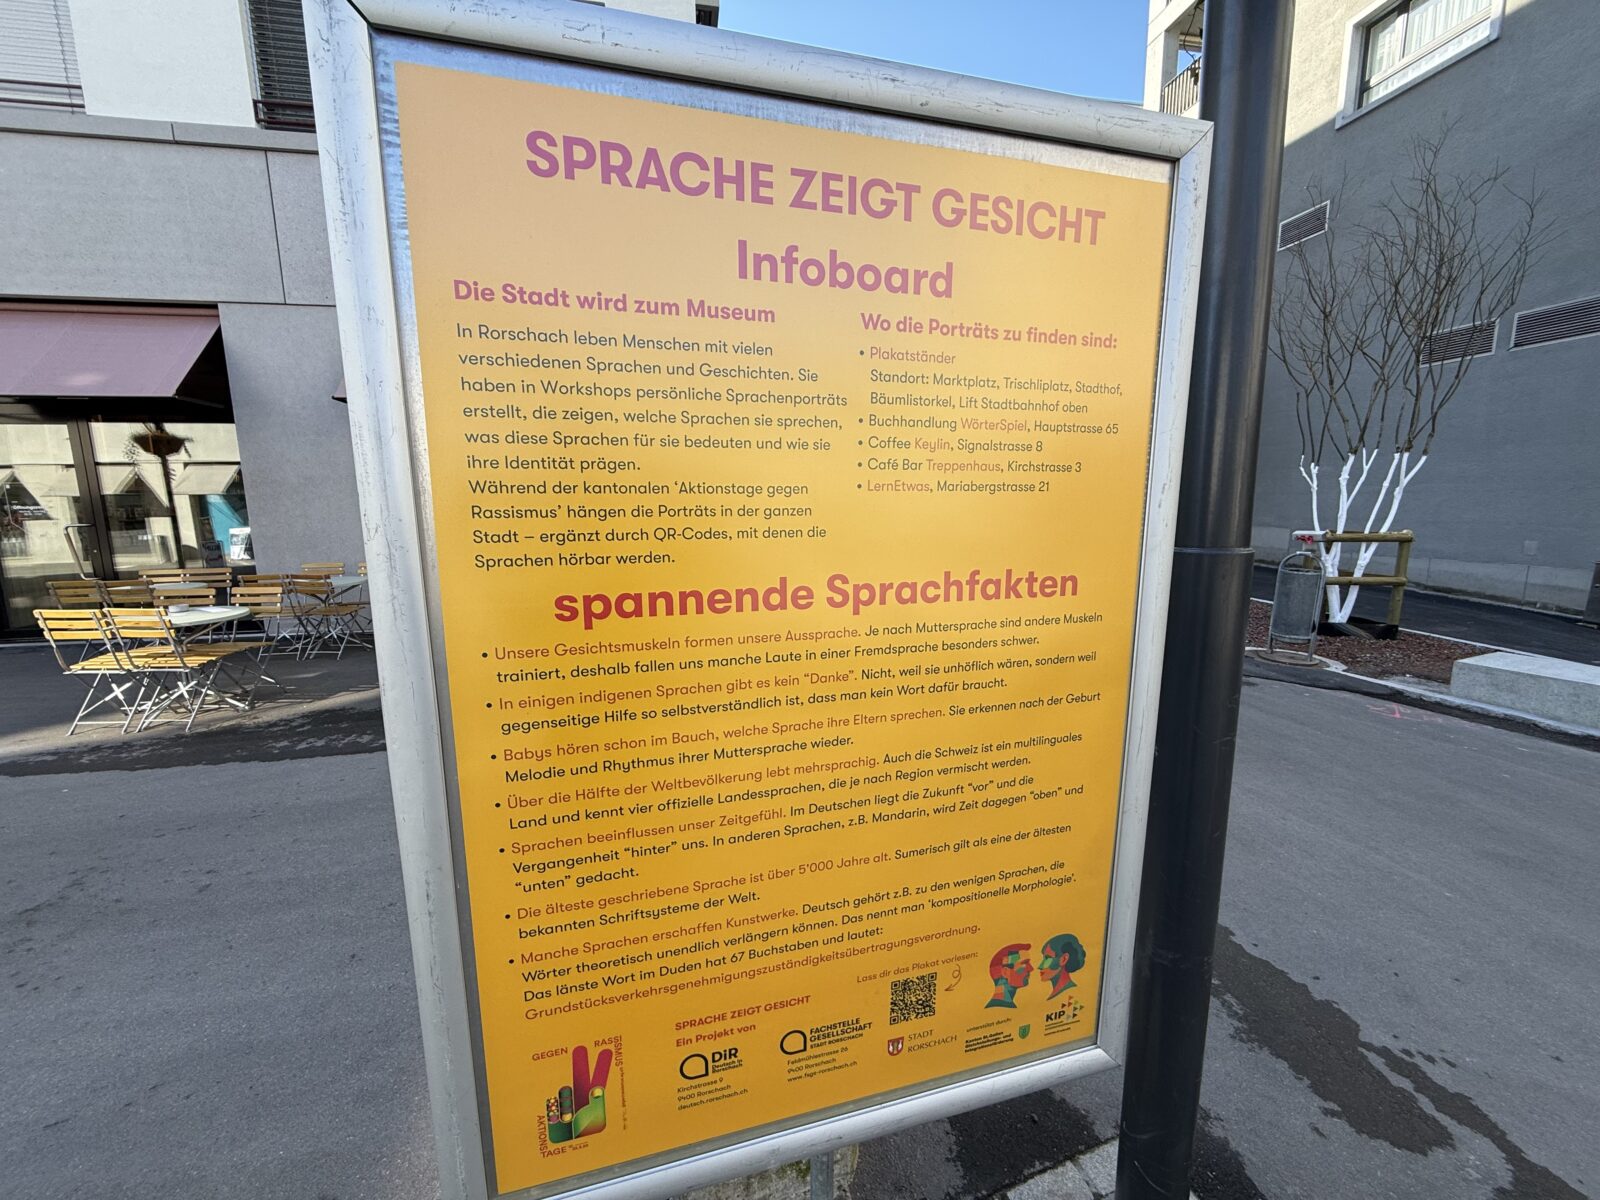 SPRACHE ZEIGT GESICHT
Infoboard
Die Stadt wird zum Museum
In Rorschach leben Menschen mit vielen
verschiedenen Sprachen und Geschichten. Sie
haben in Workshops persönliche Sprachenporträts
erstellt, die zeigen, welche Sprachen sie sprechen,
was diese Sprachen für sie bedeuten und wie sie
ihre Identität prägen.
Während der kantonalen ‘Aktionstage gegen
Rassismus’ hängen die Porträts in der ganzen
Stadt – ergänzt durch QR-Codes, mit denen die
Sprachen hörbar werden.
Wo die Porträts zu finden sind:
• Plakatständer
Standort: Marktplatz, Trischliplatz, Stadthof,
Bäumlistorkel, Lift Stadtbahnhof oben
• Buchhandlung WörterSpiel, Hauptstrasse 65
• Coffee Keylin, Signalstrasse 8
• Café Bar Treppenhaus, Kirchstrasse 3
• LernEtwas, Mariabergstrasse 21
spannende Sprachfakten
• Unsere Gesichtsmuskeln formen unsere Aussprache. Je nach Muttersprache sind andere Muskeln
trainiert, deshalb fallen uns manche Laute in einer Fremdsprache besonders schwer.
• In einigen indigenen Sprachen gibt es kein “Danke”. Nicht, weil sie unhöflich wären, sondern weil
gegenseitige Hilfe so selbstverständlich ist, dass man kein Wort dafür braucht.
• Babys hören schon im Bauch, welche Sprache ihre Eltern sprechen. Sie erkennen nach der Geburt
Melodie und Rhythmus ihrer Muttersprache wieder.
• Über die Hälfte der Weltbevölkerung lebt mehrsprachig. Auch die Schweiz ist ein multilinguales
Land und kennt vier offizielle Landessprachen, die je nach Region vermischt werden.
• Sprachen beeinflussen unser Zeitgefühl. Im Deutschen liegt die Zukunft “vor” und die
Vergangenheit “hinter” uns. In anderen Sprachen, z.B. Mandarin, wird Zeit dagegen “oben” und
“unten” gedacht.
• Die älteste geschriebene Sprache ist über 5’000 Jahre alt. Sumerisch gilt als eine der ältesten
bekannten Schriftsysteme der Welt.
• Manche Sprachen erschaffen Kunstwerke. Deutsch gehört z.B. zu den wenigen Sprachen, die
Wörter theoretisch unendlich verlängern können. Das nennt man ‘kompositionelle Morphologie’.
Das länste Wort im Duden hat 67 Buchstaben und lautet:
Grundstücksverkehrsgenehmigungszuständigkeitsübertragungsverordnung.
Lass dir das Plakat vorlesen:
GEGEN RASSISMUS
AKTIONSTAGE
SPRACHE ZEIGT GESICHT
Ein Projekt von
DiR
Deutsch in
Rorschach
Kirchstrasse 9
9400 Rorschach
deutsch.rorschach.ch
FACHSTELLE
GESELLSCHAFT
STADT RORSCHACH
Feldmühlestrasse 26
9400 Rorschach
www.fsgs-rorschach.ch
STADT
RORSCHACH
unterstützt durch:
Kanton St.Gallen
Gleichstellungs- und
Integrationsförderung
KIP